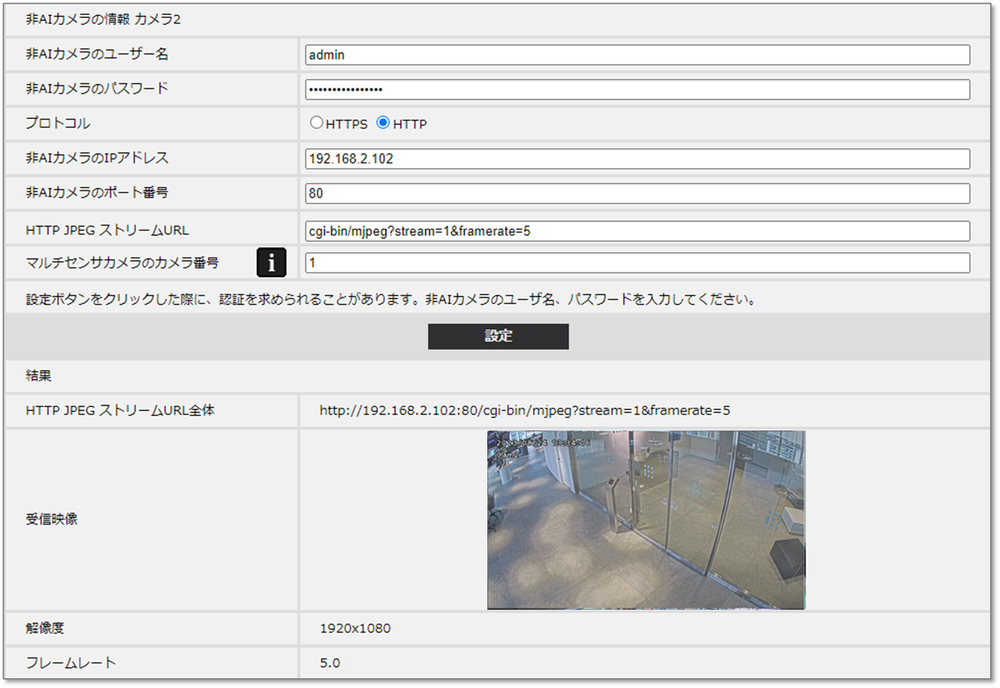 非AIカメラの情報 カメラ2
非AIカメラのユーザー名 admin
非AIカメラのパスワード ••••••••••••••••
プロトコル HTTPS HTTP
非AIカメラのIPアドレス 192.168.2.102
非AIカメラのポート番号 80
HTTP JPEG ストリームURL cgi-bin/mjpeg?stream=1&framerate=5
マルチセンサカメラのカメラ番号 i 1
設定ボタンをクリックした際に、認証を求められることがあります。非AIカメラのユーザ名、パスワードを入力してください。
設定
結果
HTTP JPEG ストリームURL全体 http://192.168.2.102:80/cgi-bin/mjpeg?stream=1&framerate=5
受信映像
2023/08/24 13:34:06
Cam2
解像度 1920x1080
フレームレート 5.0